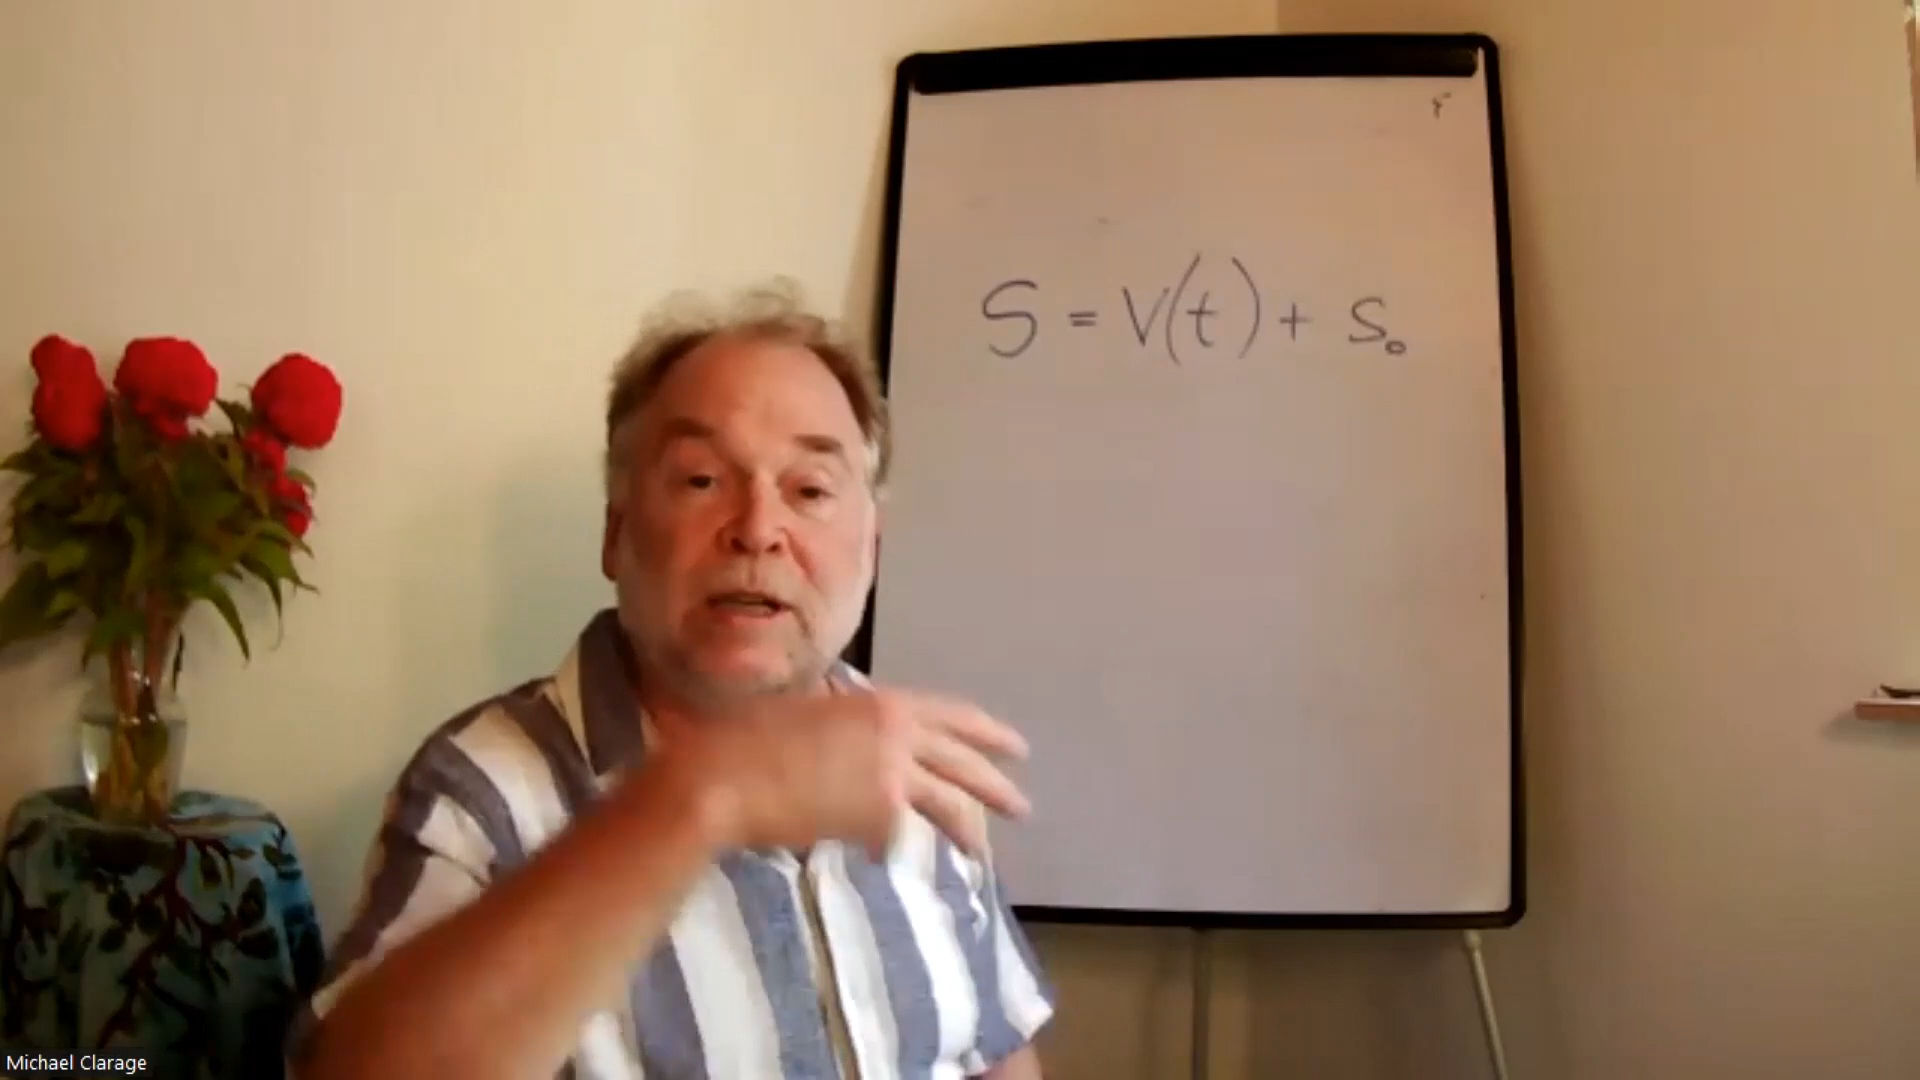 S = V(t) + S₀
Michael Clarage